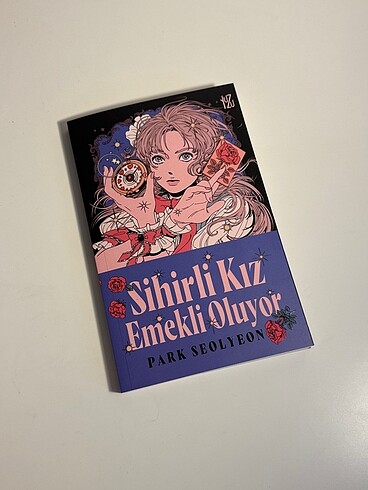 Sihirli Kız
Emekli Oluyor
PARK SEOLYEON